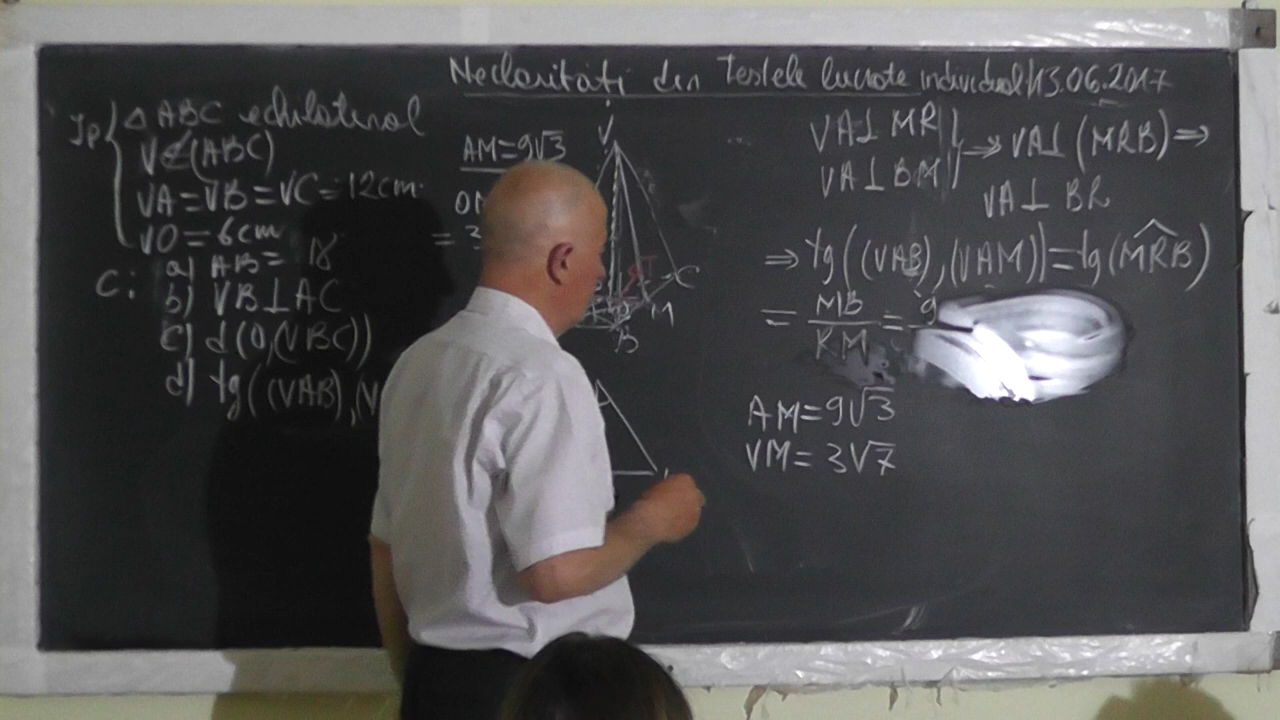 Neclarități din testele lucrate individual/13.06.2017
Ip
△ABC echilateral
V∉(ABC)
VA=VB=VC=12cm
VO=6cm
C: a) AB= 18
b) VB⊥AC
c) d(O,(VBC))
d) tg((VAB),(V
AM=9√3
V
C
M
B
VA⊥MR
VA⊥BM
⇒VA⊥(MRB)⇒
VA⊥BR
⇒tg((VAB),(VAM))=tg(MRB)
= MB/RM = 9
AM=9√3
VM=3√7